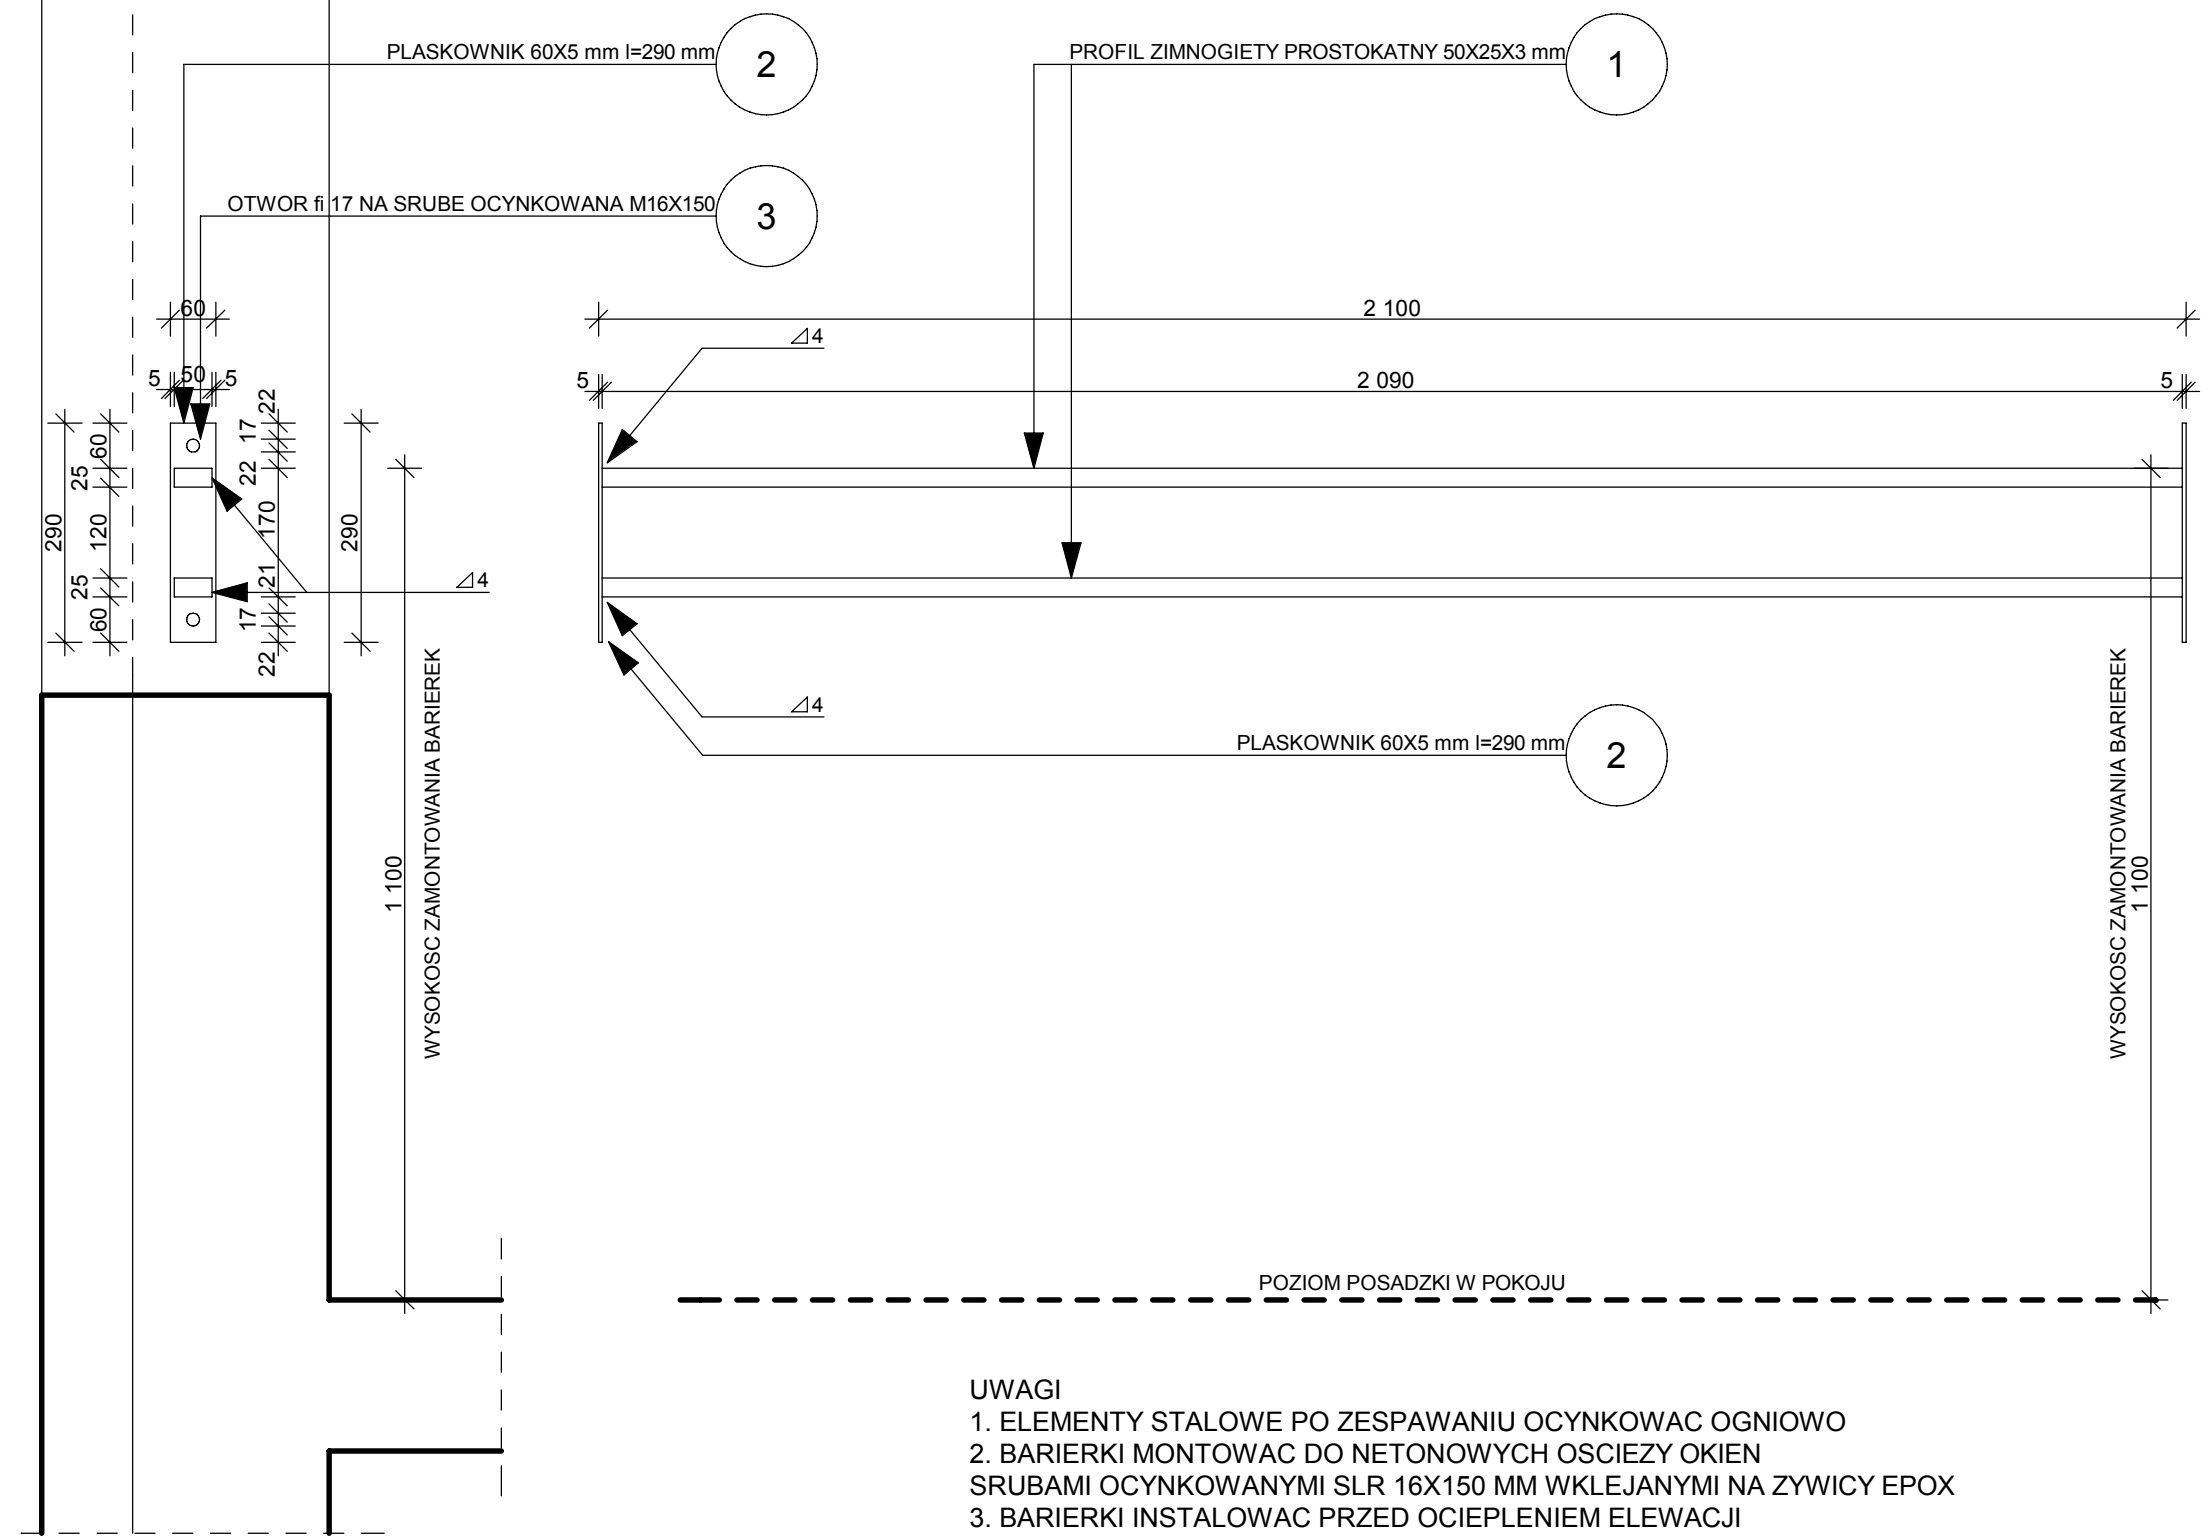 PLASKOWNIK 60X5 mm l=290 mm
2
PROFIL ZIMNOGIETY PROSTOKATNY 50X25X3 mm
1
OTWOR fi 17 NA SRUBE OCYNKOWANA M16X150
3
60
2 100
4
5
50
5
5
2 090
5
22
17
60
22
25
290
120
170
290
25
21
4
60
17
22
4
PLASKOWNIK 60X5 mm l=290 mm
2
1 100
WYSOKOSC ZAMONTOWANIA BARIEREK
WYSOKOSC ZAMONTOWANIA BARIEREK
1 100
POZIOM POSADZKI W POKOJU
UWAGI
1. ELEMENTY STALOWE PO ZESPAWANIU OCYNKOWAC OGNIOWO
2. BARIERKI MONTOWAC DO NETONOWYCH OSCIEZY OKIEN
SRUBAMI OCYNKOWANYMI SLR 16X150 MM WKLEJANYMI NA ZYWICY EPOX
3. BARIERKI INSTALOWAC PRZED OCIEPLENIEM ELEWACJI